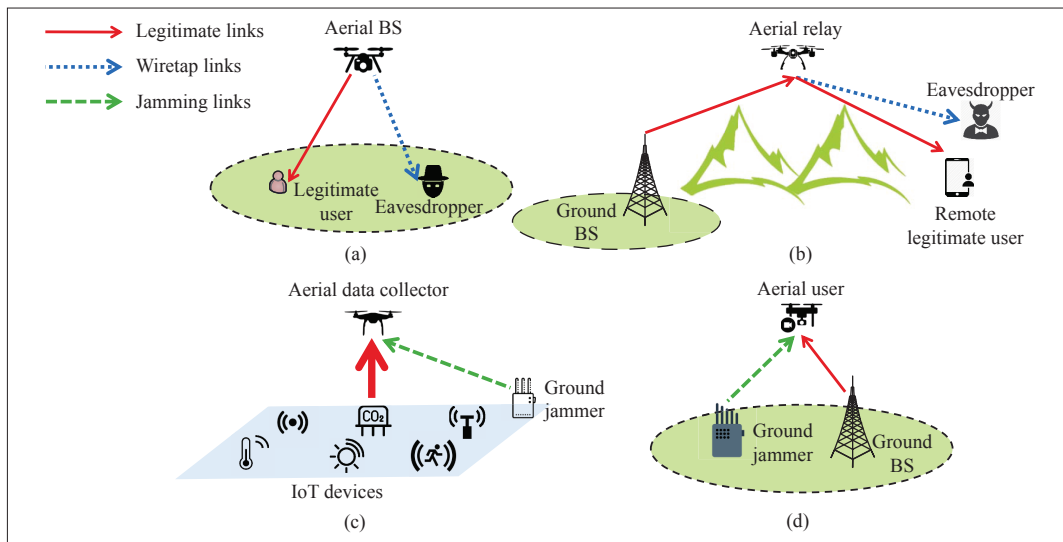 Legitimate links
Wiretap links
Jamming links
Aerial BS
Legitimate
user
Eavesdropper
(a)
Aerial relay
Eavesdropper
Ground
BS
Remote
legitimate user
(b)
Aerial data collector
CO2
Ground
jammer
IoT devices
(c)
Aerial user
Ground
jammer
Ground
BS
(d)